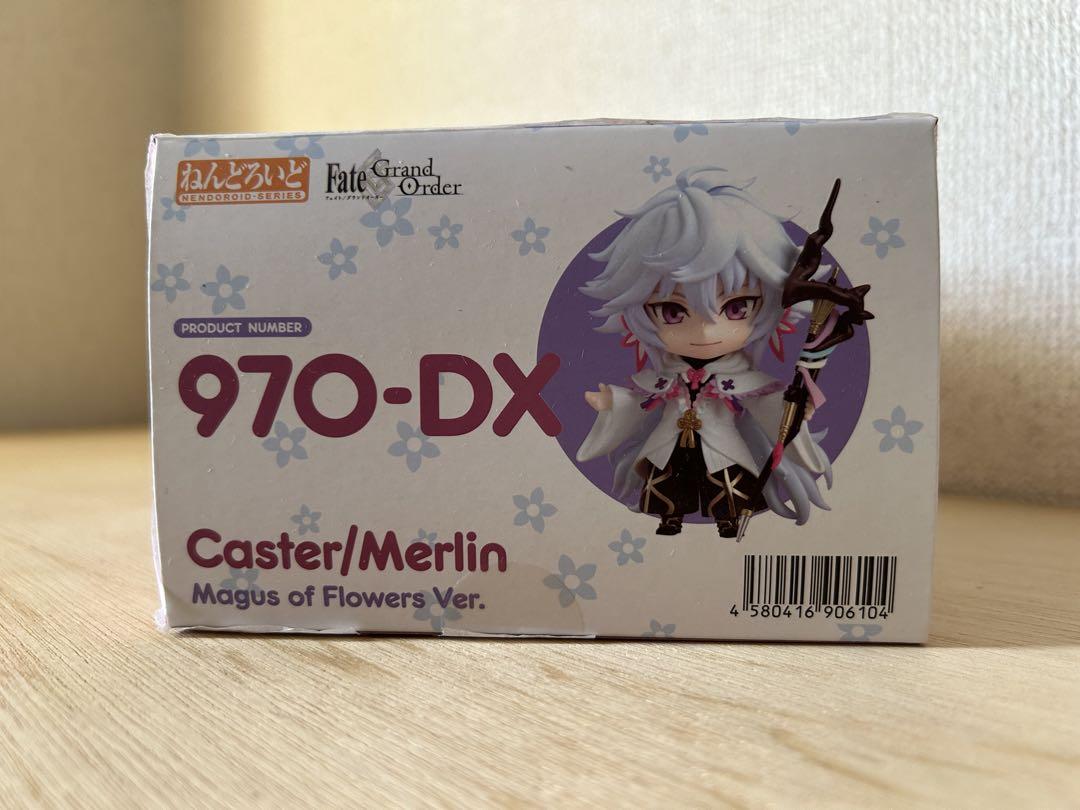 ねんどろいど
NENDOROID-SERIES
Fate Grand Order
フェイト/グランドオーダー
PRODUCT NUMBER
970-DX
Caster/Merlin
Magus of Flowers Ver.
4 580416 906104